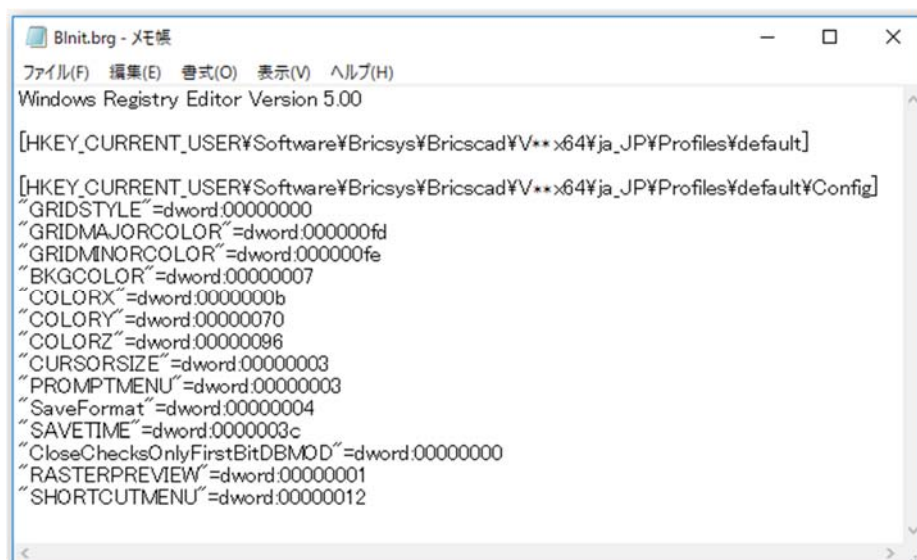 BInit.brg - メモ帳
ファイル(F) 編集(E) 書式(O) 表示(V) ヘルプ(H)
Windows Registry Editor Version 5.00
[HKEY_CURRENT_USER¥Software¥Bricsys¥Bricscad¥V**x64¥ja_JP¥Profiles¥default]
[HKEY_CURRENT_USER¥Software¥Bricsys¥Bricscad¥V**x64¥ja_JP¥Profiles¥default¥Config]
"GRIDSTYLE"=dword:00000000
"GRIDMAJORCOLOR"=dword:000000fd
"GRIDMINORCOLOR"=dword:000000fe
"BKGCOLOR"=dword:00000007
"COLORX"=dword:0000000b
"COLORY"=dword:00000070
"COLORZ"=dword:00000096
"CURSORSIZE"=dword:00000003
"PROMPTMENU"=dword:00000003
"SaveFormat"=dword:00000004
"SAVETIME"=dword:0000003c
"CloseChecksOnlyFirstBitDBMOD"=dword:00000000
"RASTERPREVIEW"=dword:00000001
"SHORTCUTMENU"=dword:00000012